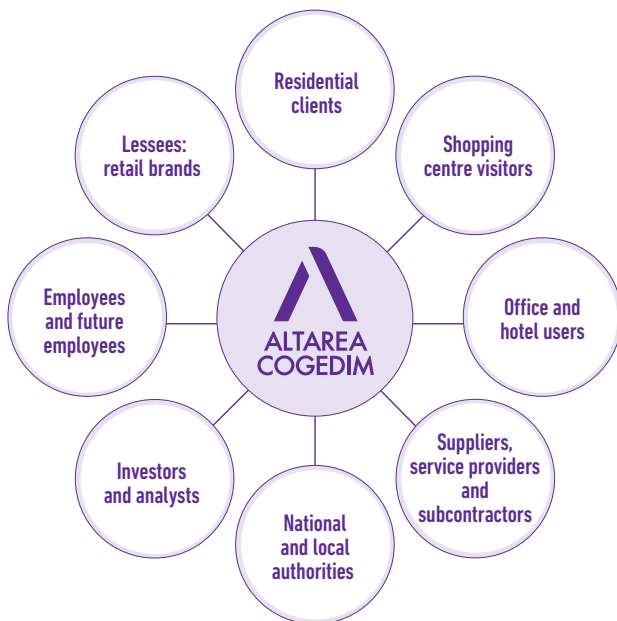 Residential
clients
Lessees:
retail brands
Shopping
centre visitors
Employees
and future
employees
ALTAREA
COGEDIM
Office and
hotel users
Investors
and analysts
Suppliers,
service providers
and
subcontractors
National
and local
authorities